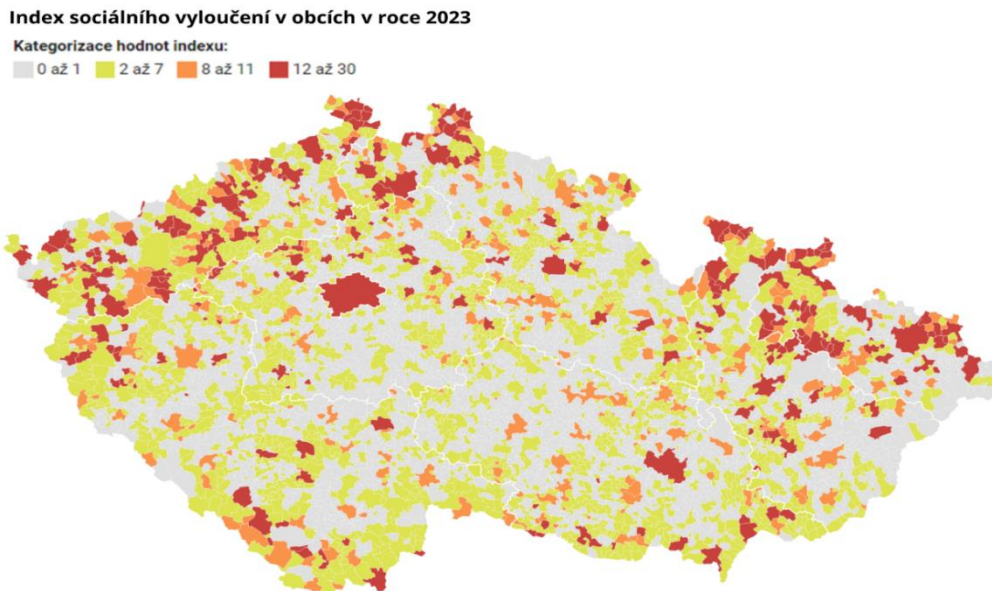 Index sociálního vyloučení v obcích v roce 2023
Kategorizace hodnot indexu:
0 až 1 2 až 7 8 až 11 12 až 30